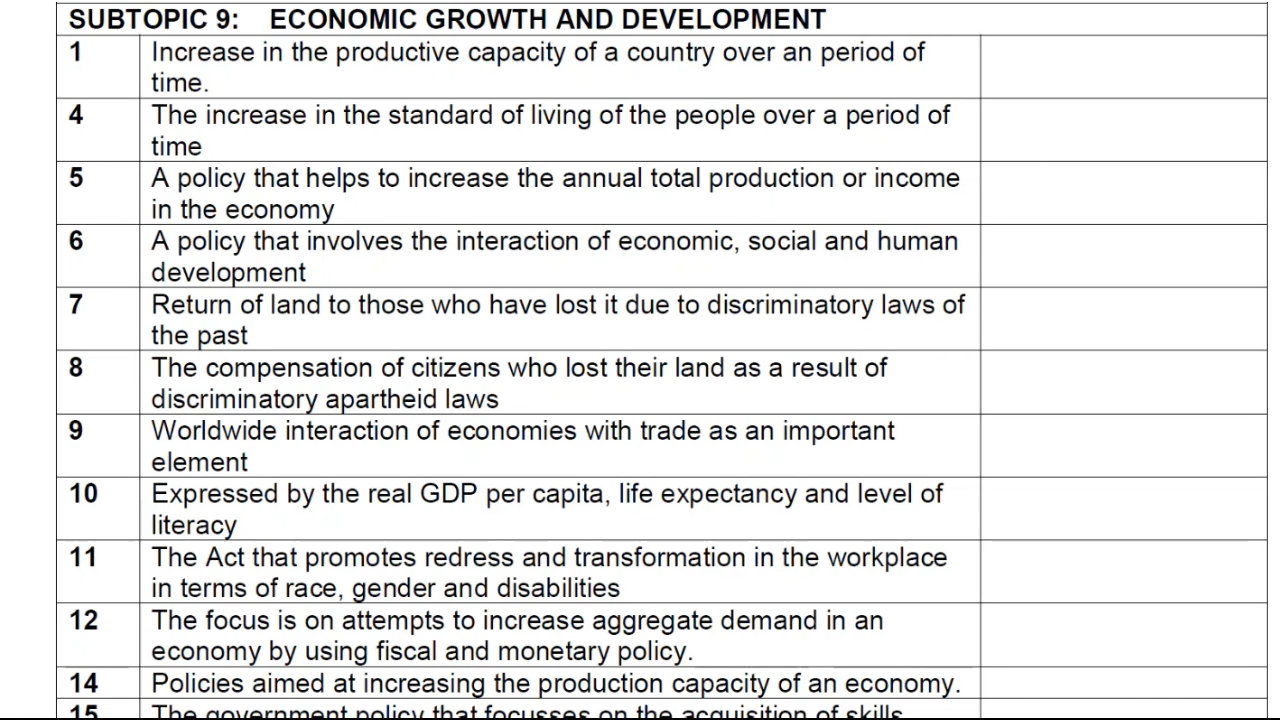 SUBTOPIC 9: ECONOMIC GROWTH AND DEVELOPMENT
1 Increase in the productive capacity of a country over an period of
time.
4 The increase in the standard of living of the people over a period of
time
5 A policy that helps to increase the annual total production or income
in the economy
6 A policy that involves the interaction of economic, social and human
development
7 Return of land to those who have lost it due to discriminatory laws of
the past
8 The compensation of citizens who lost their land as a result of
discriminatory apartheid laws
9 Worldwide interaction of economies with trade as an important
element
10 Expressed by the real GDP per capita, life expectancy and level of
literacy
11 The Act that promotes redress and transformation in the workplace
in terms of race, gender and disabilities
12 The focus is on attempts to increase aggregate demand in an
economy by using fiscal and monetary policy.
14 Policies aimed at increasing the production capacity of an economy.
15 The government policy that focusses on the acquisition of skills